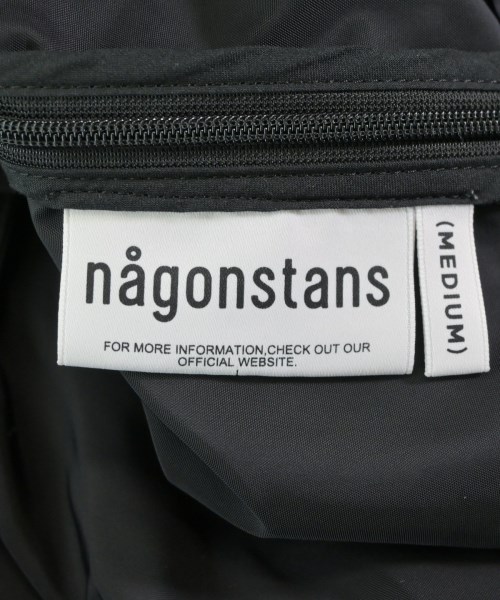 någonstans
FOR MORE INFORMATION,CHECK OUT OUR
OFFICIAL WEBSITE.
(MEDIUM)